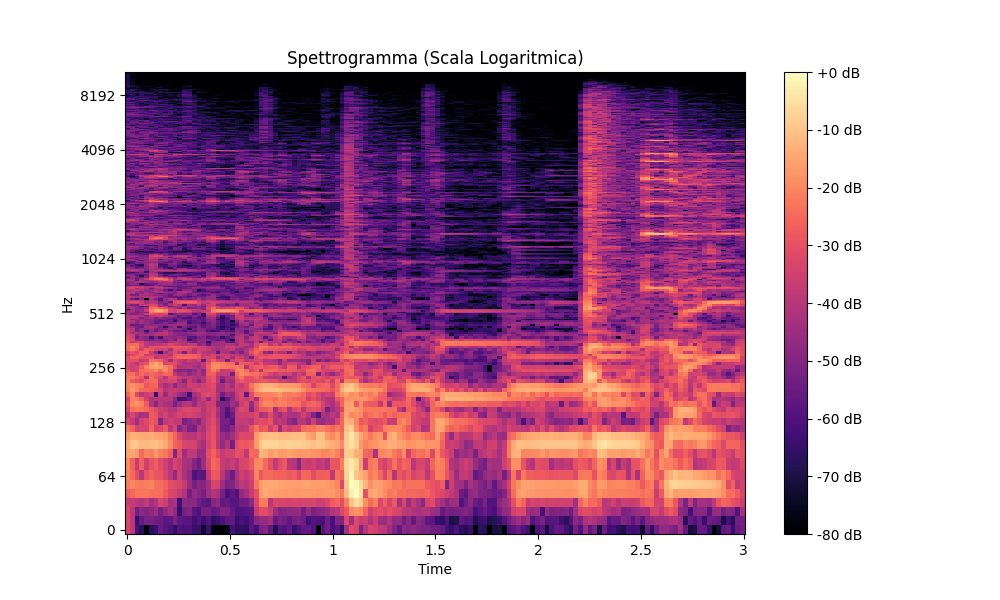 Spettrogramma (Scala Logaritmica)
Hz
8192
4096
2048
1024
512
256
128
64
0
0
0.5
1
1.5
2
2.5
3
Time
+0 dB
-10 dB
-20 dB
-30 dB
-40 dB
-50 dB
-60 dB
-70 dB
-80 dB